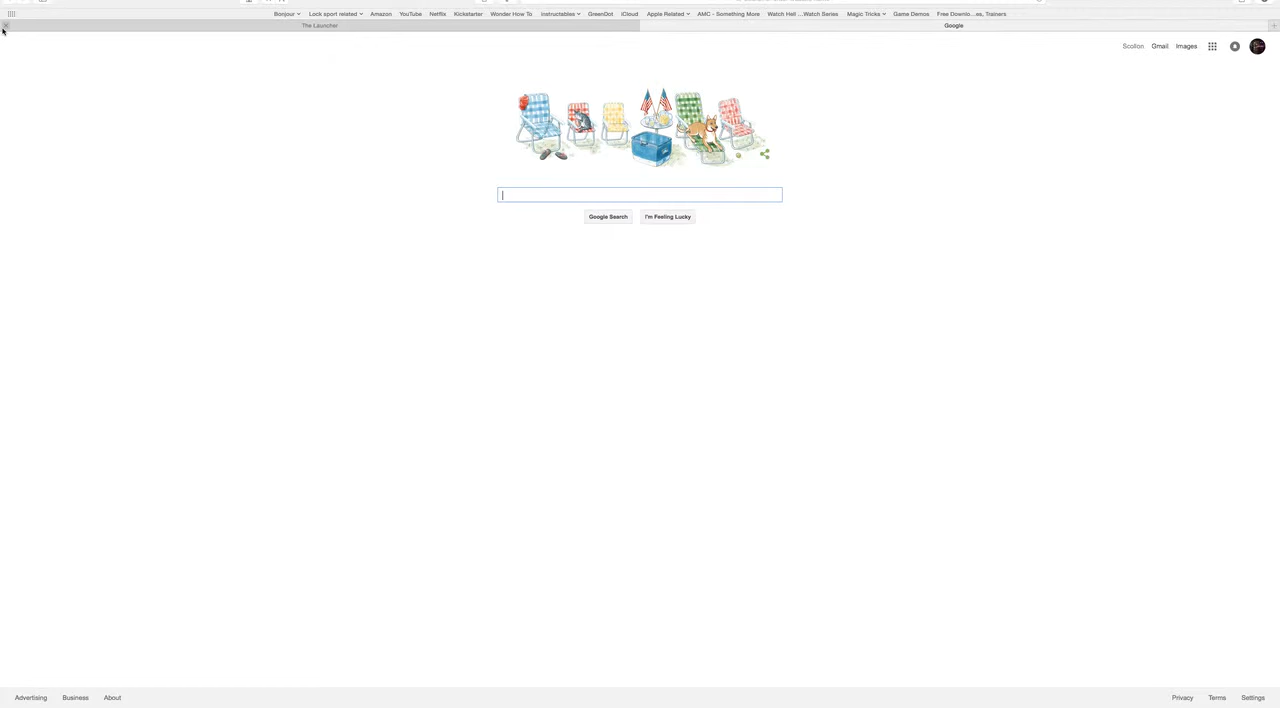 Bonjour Lock sport related Amazon YouTube Netflix Kickstarter Wonder How To instructables GreenDot iCloud Apple Related AMC - Something More Watch Hell ...Watch Series Magic Tricks Game Demos Free Downlo...es, Trainers
The Launcher Google
Scollon Gmail Images
Google Search I'm Feeling Lucky
Advertising Business About Privacy Terms Settings